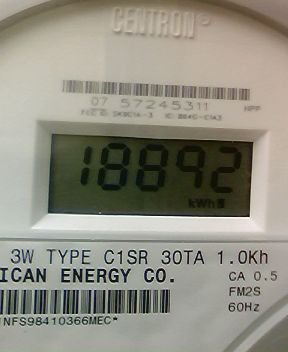 CENTRON®
07 57245311 HPP
18892
kWh
3W TYPE C1SR 30TA 1.0Kh
ICAN ENERGY CO. CA 0.5
FM2S
60Hz
NFS98410366MEC*